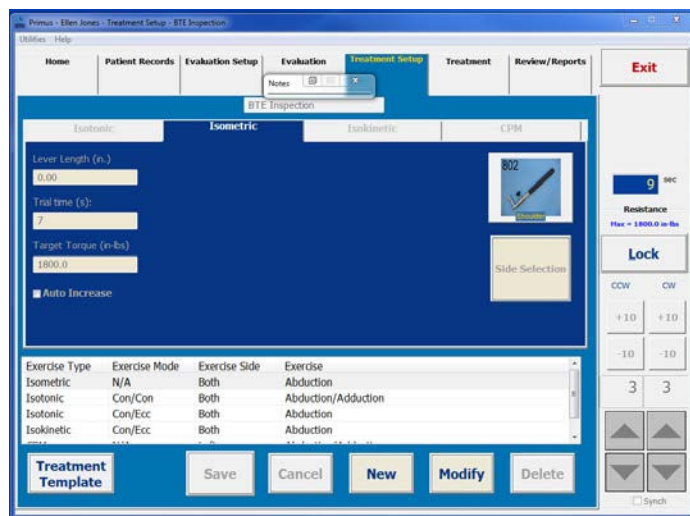 Primus - Ellen Jones - Treatment Setup - BTE Inspection
Utilities Help
Home Patient Records Evaluation Setup Evaluation Treatment Setup Treatment Review/Reports
Exit
Notes
BTE Inspection
Isotonic Isometric Isokinetic CPM
Lever Length (in.)
0.00
Trial time (s):
7
Target Torque (in-lbs)
1800.0
Auto Increase
802
Shoulder
Side Selection
9 sec
Resistance
Max = 1800.0 in-lbs
Lock
CCW CW
+10 +10
-10 -10
3 3
Synch
Exercise Type Exercise Mode Exercise Side Exercise
Isometric N/A Both Abduction
Isotonic Con/Con Both Abduction/Adduction
Isotonic Con/Ecc Both Abduction
Isokinetic Con/Ecc Both Abduction
Treatment
Template
Save Cancel New Modify Delete